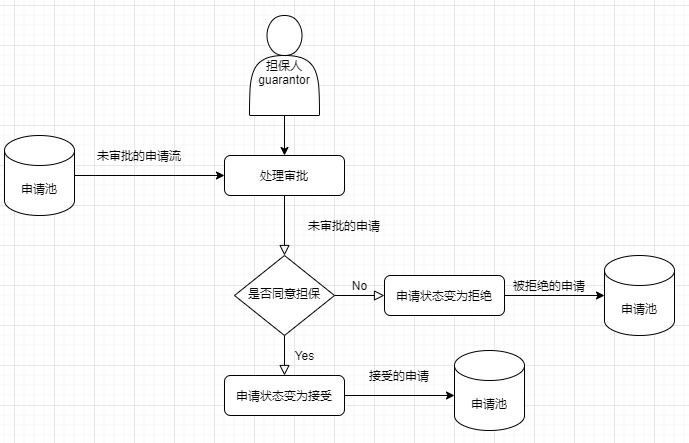 担保人
guarantor
未审批的申请流
申请池
处理审批
未审批的申请
是否同意担保
No
申请状态变为拒绝
被拒绝的申请
申请池
Yes
申请状态变为接受
接受的申请
申请池